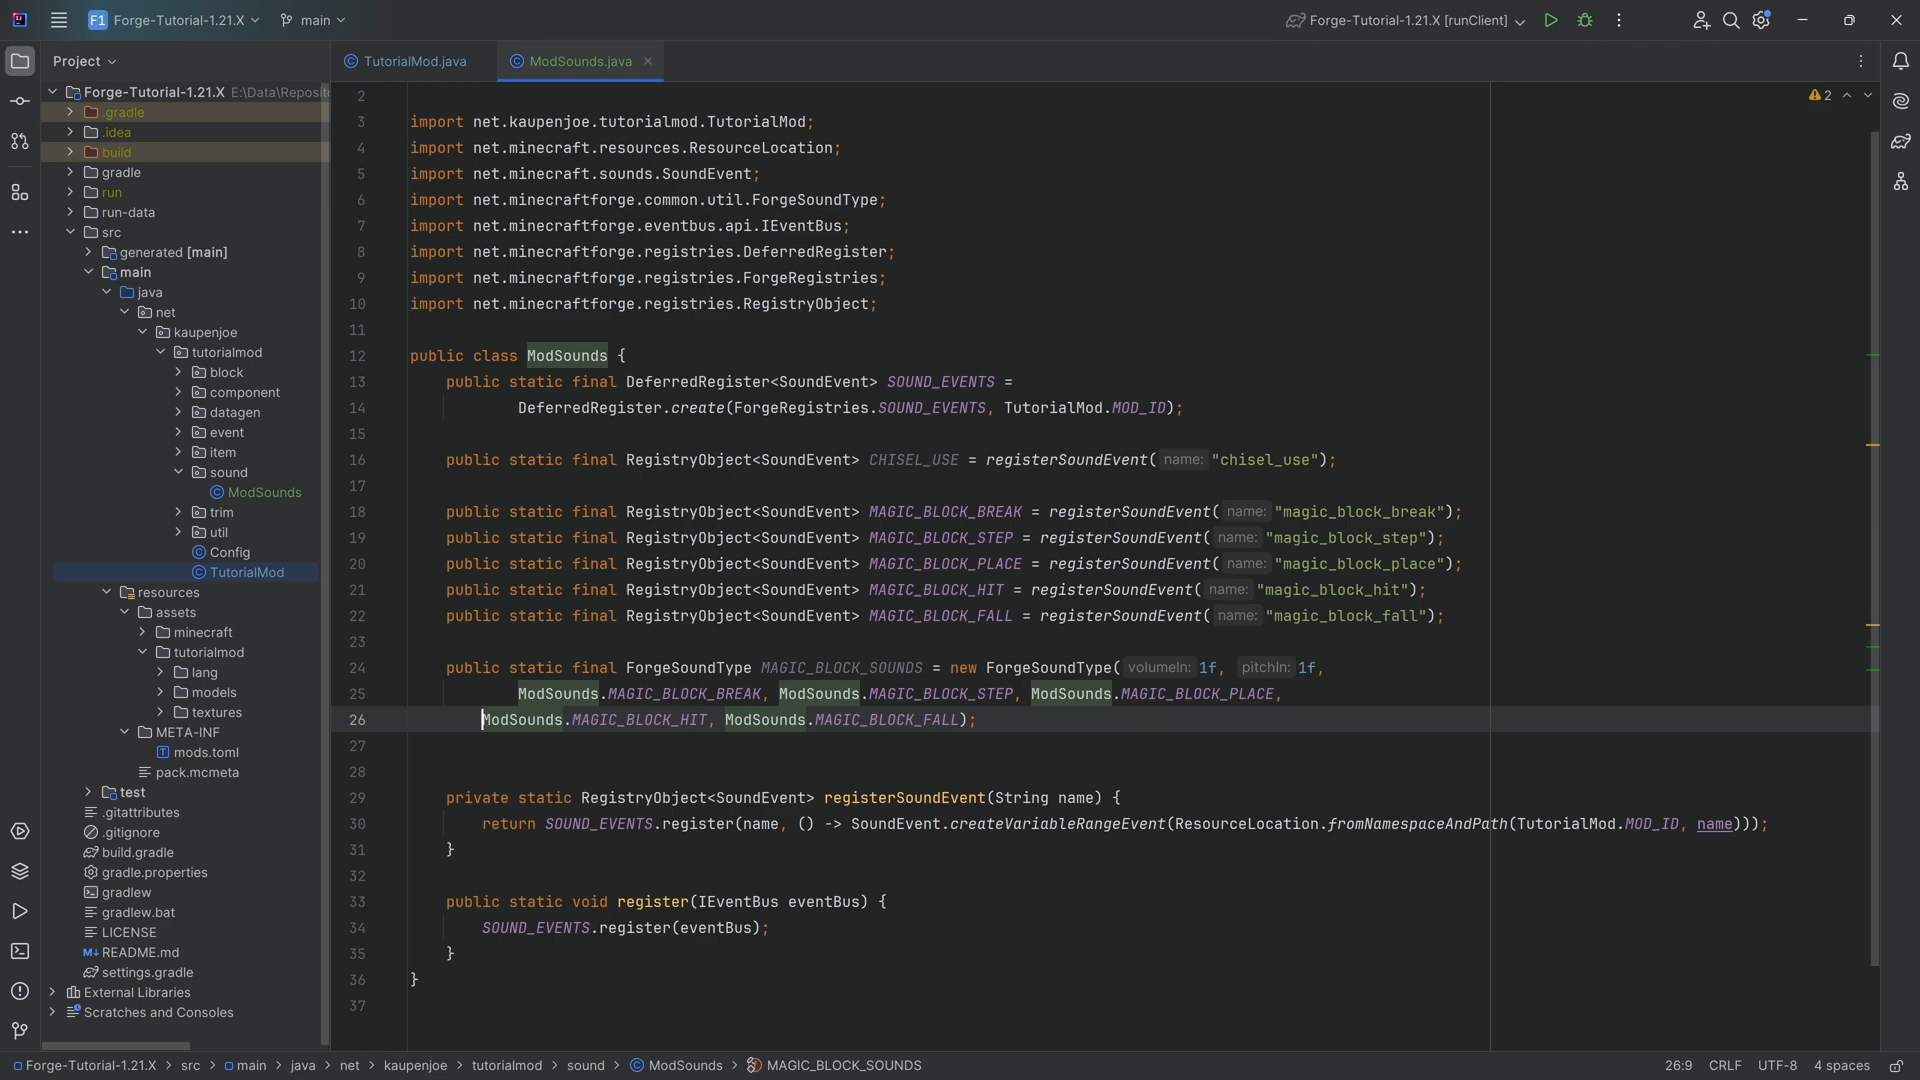 F1 Forge-Tutorial-1.21.X main Forge-Tutorial-1.21.X [runClient]
Project
TutorialMod.java ModSounds.java
Forge-Tutorial-1.21.X E:\Data\Reposit
.gradle
.idea
build
gradle
run
run-data
src
generated [main]
main
java
net
kaupenjoe
tutorialmod
block
component
datagen
event
item
sound
ModSounds
trim
util
Config
TutorialMod
resources
assets
minecraft
tutorialmod
lang
models
textures
META-INF
mods.toml
pack.mcmeta
test
.gitattributes
.gitignore
build.gradle
gradle.properties
gradlew
gradlew.bat
LICENSE
README.md
settings.gradle
External Libraries
Scratches and Consoles
2
2
3 import net.kaupenjoe.tutorialmod.TutorialMod;
4 import net.minecraft.resources.ResourceLocation;
5 import net.minecraft.sounds.SoundEvent;
6 import net.minecraftforge.common.util.ForgeSoundType;
7 import net.minecraftforge.eventbus.api.IEventBus;
8 import net.minecraftforge.registries.DeferredRegister;
9 import net.minecraftforge.registries.ForgeRegistries;
10 import net.minecraftforge.registries.RegistryObject;
11
12 public class ModSounds {
13 public static final DeferredRegister<SoundEvent> SOUND_EVENTS =
14 DeferredRegister.create(ForgeRegistries.SOUND_EVENTS, TutorialMod.MOD_ID);
15
16 public static final RegistryObject<SoundEvent> CHISEL_USE = registerSoundEvent( name: "chisel_use");
17
18 public static final RegistryObject<SoundEvent> MAGIC_BLOCK_BREAK = registerSoundEvent( name: "magic_block_break");
19 public static final RegistryObject<SoundEvent> MAGIC_BLOCK_STEP = registerSoundEvent( name: "magic_block_step");
20 public static final RegistryObject<SoundEvent> MAGIC_BLOCK_PLACE = registerSoundEvent( name: "magic_block_place");
21 public static final RegistryObject<SoundEvent> MAGIC_BLOCK_HIT = registerSoundEvent( name: "magic_block_hit");
22 public static final RegistryObject<SoundEvent> MAGIC_BLOCK_FALL = registerSoundEvent( name: "magic_block_fall");
23
24 public static final ForgeSoundType MAGIC_BLOCK_SOUNDS = new ForgeSoundType( volumeIn: 1f, pitchIn: 1f,
25 ModSounds.MAGIC_BLOCK_BREAK, ModSounds.MAGIC_BLOCK_STEP, ModSounds.MAGIC_BLOCK_PLACE,
26 ModSounds.MAGIC_BLOCK_HIT, ModSounds.MAGIC_BLOCK_FALL);
27
28
29 private static RegistryObject<SoundEvent> registerSoundEvent(String name) {
30 return SOUND_EVENTS.register(name, () -> SoundEvent.createVariableRangeEvent(ResourceLocation.fromNamespaceAndPath(TutorialMod.MOD_ID, name)));
31 }
32
33 public static void register(IEventBus eventBus) {
34 SOUND_EVENTS.register(eventBus);
35 }
36 }
37
Forge-Tutorial-1.21.X > src > main > java > net > kaupenjoe > tutorialmod > sound > ModSounds > MAGIC_BLOCK_SOUNDS 26:9 CRLF UTF-8 4 spaces